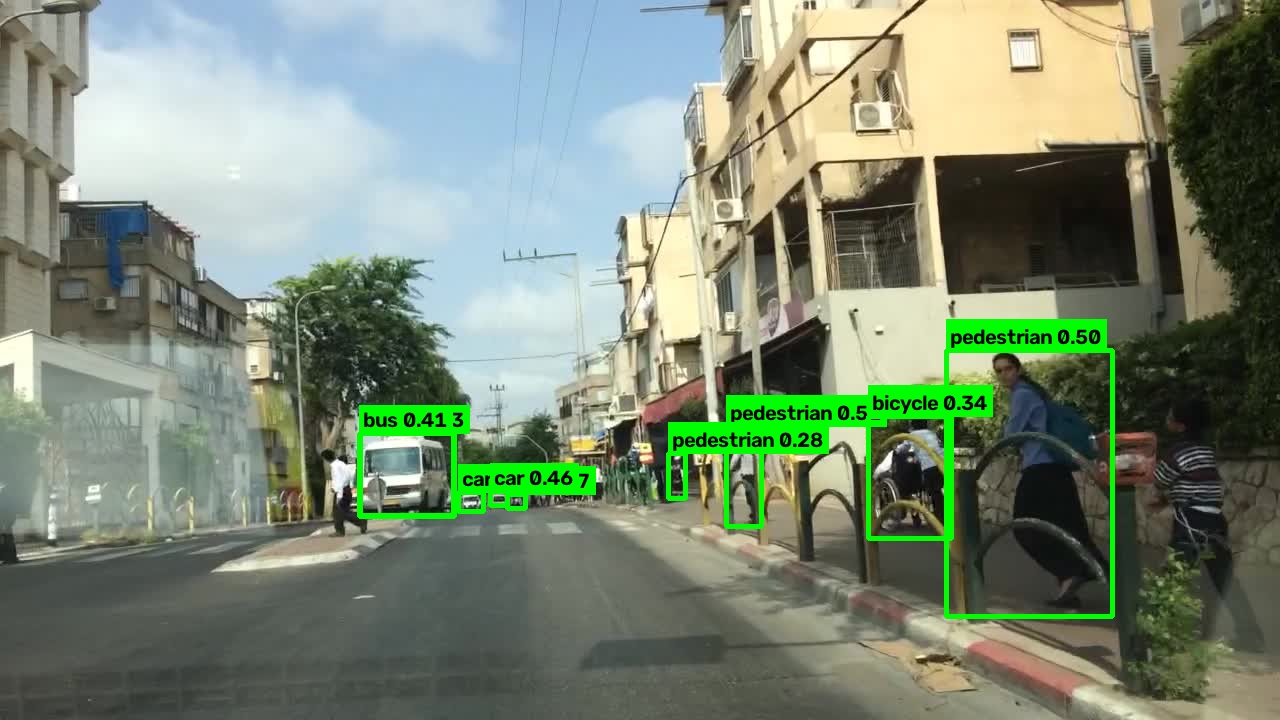 pedestrian 0.50
bicycle 0.34
pedestrian 0.5
bus 0.41 3
pedestrian 0.28
car
car 0.46
7